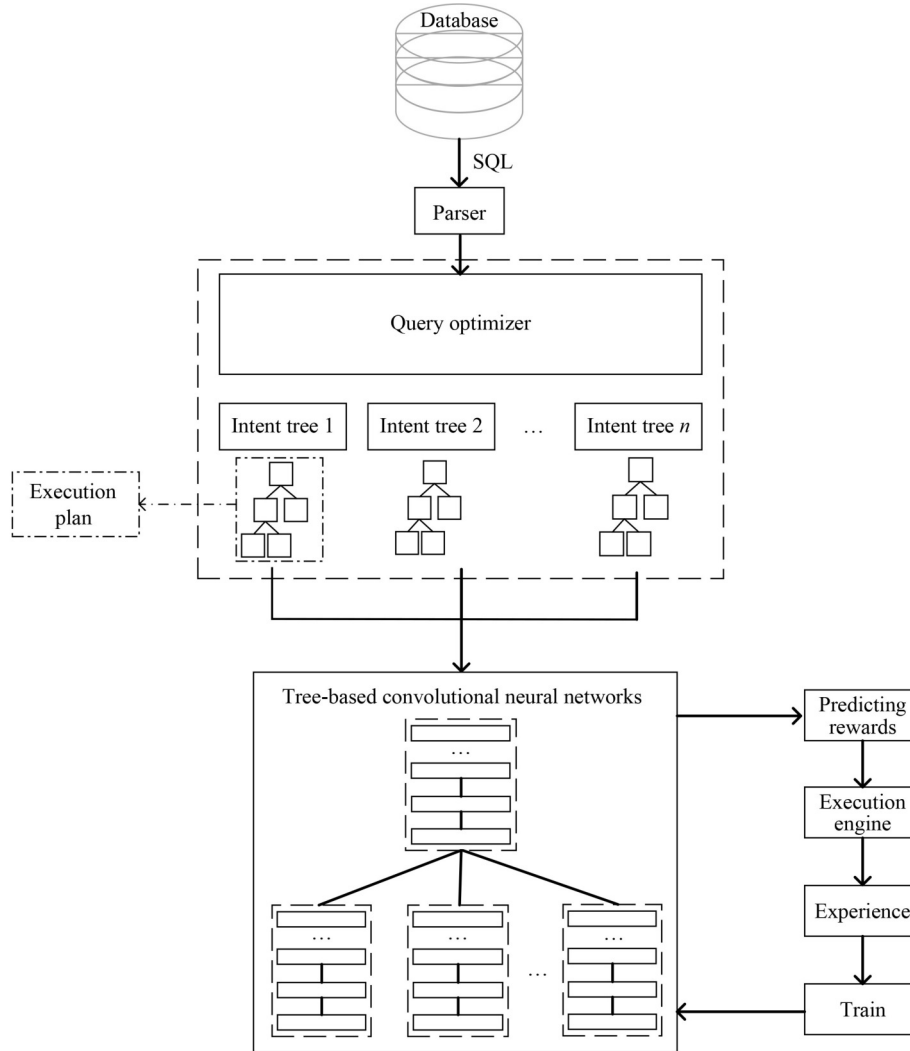 Database
SQL
Parser
Query optimizer
Intent tree 1
Intent tree 2
…
Intent tree n
Execution
plan
Tree-based convolutional neural networks
…
…
…
…
…
Predicting
rewards
Execution
engine
Experience
Train